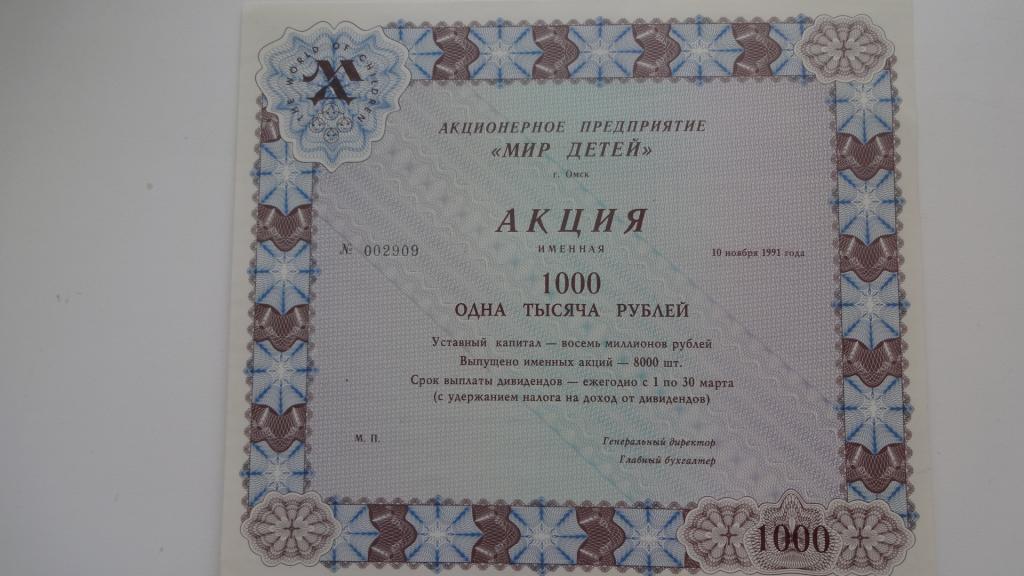 THE WORLD OF CHILDREN
АКЦИОНЕРНОЕ ПРЕДПРИЯТИЕ
«МИР ДЕТЕЙ»
г. Омск
АКЦИЯ
ИМЕННАЯ
№ 002909
10 ноября 1991 года
1000
ОДНА ТЫСЯЧА РУБЛЕЙ
Уставный капитал — восемь миллионов рублей
Выпущено именных акций — 8000 шт.
Срок выплаты дивидендов — ежегодно с 1 по 30 марта
(с удержанием налога на доход от дивидендов)
М. П.
Генеральный директор
Главный бухгалтер
1000